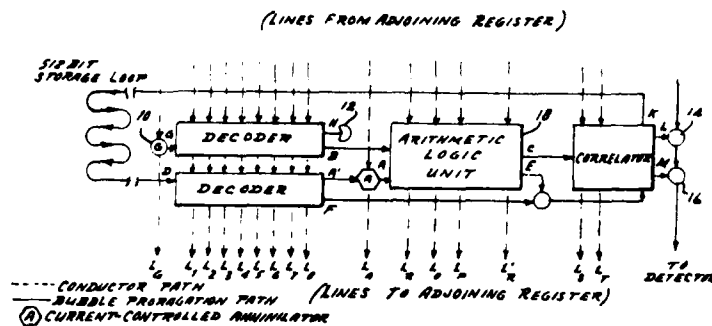 (LINES FROM ADJOINING REGISTER)
512 BIT
STORAGE LOOP
10
G
G
DECODER
H
12
B
D
DECODER
A'
A
A
F
ARITHMETIC
LOGIC
UNIT
18
C
E
CORRELATOR
K
L
14
M
16
LG L1 L2 L3 L4 L5 L6 L7 L8 LA LR LO LP L'R LS LT
TO
DETECTOR
CONDUCTOR PATH
BUBBLE PROPAGATION PATH
(LINES TO ADJOINING REGISTER)
A CURRENT-CONTROLLED ANNIHILATOR